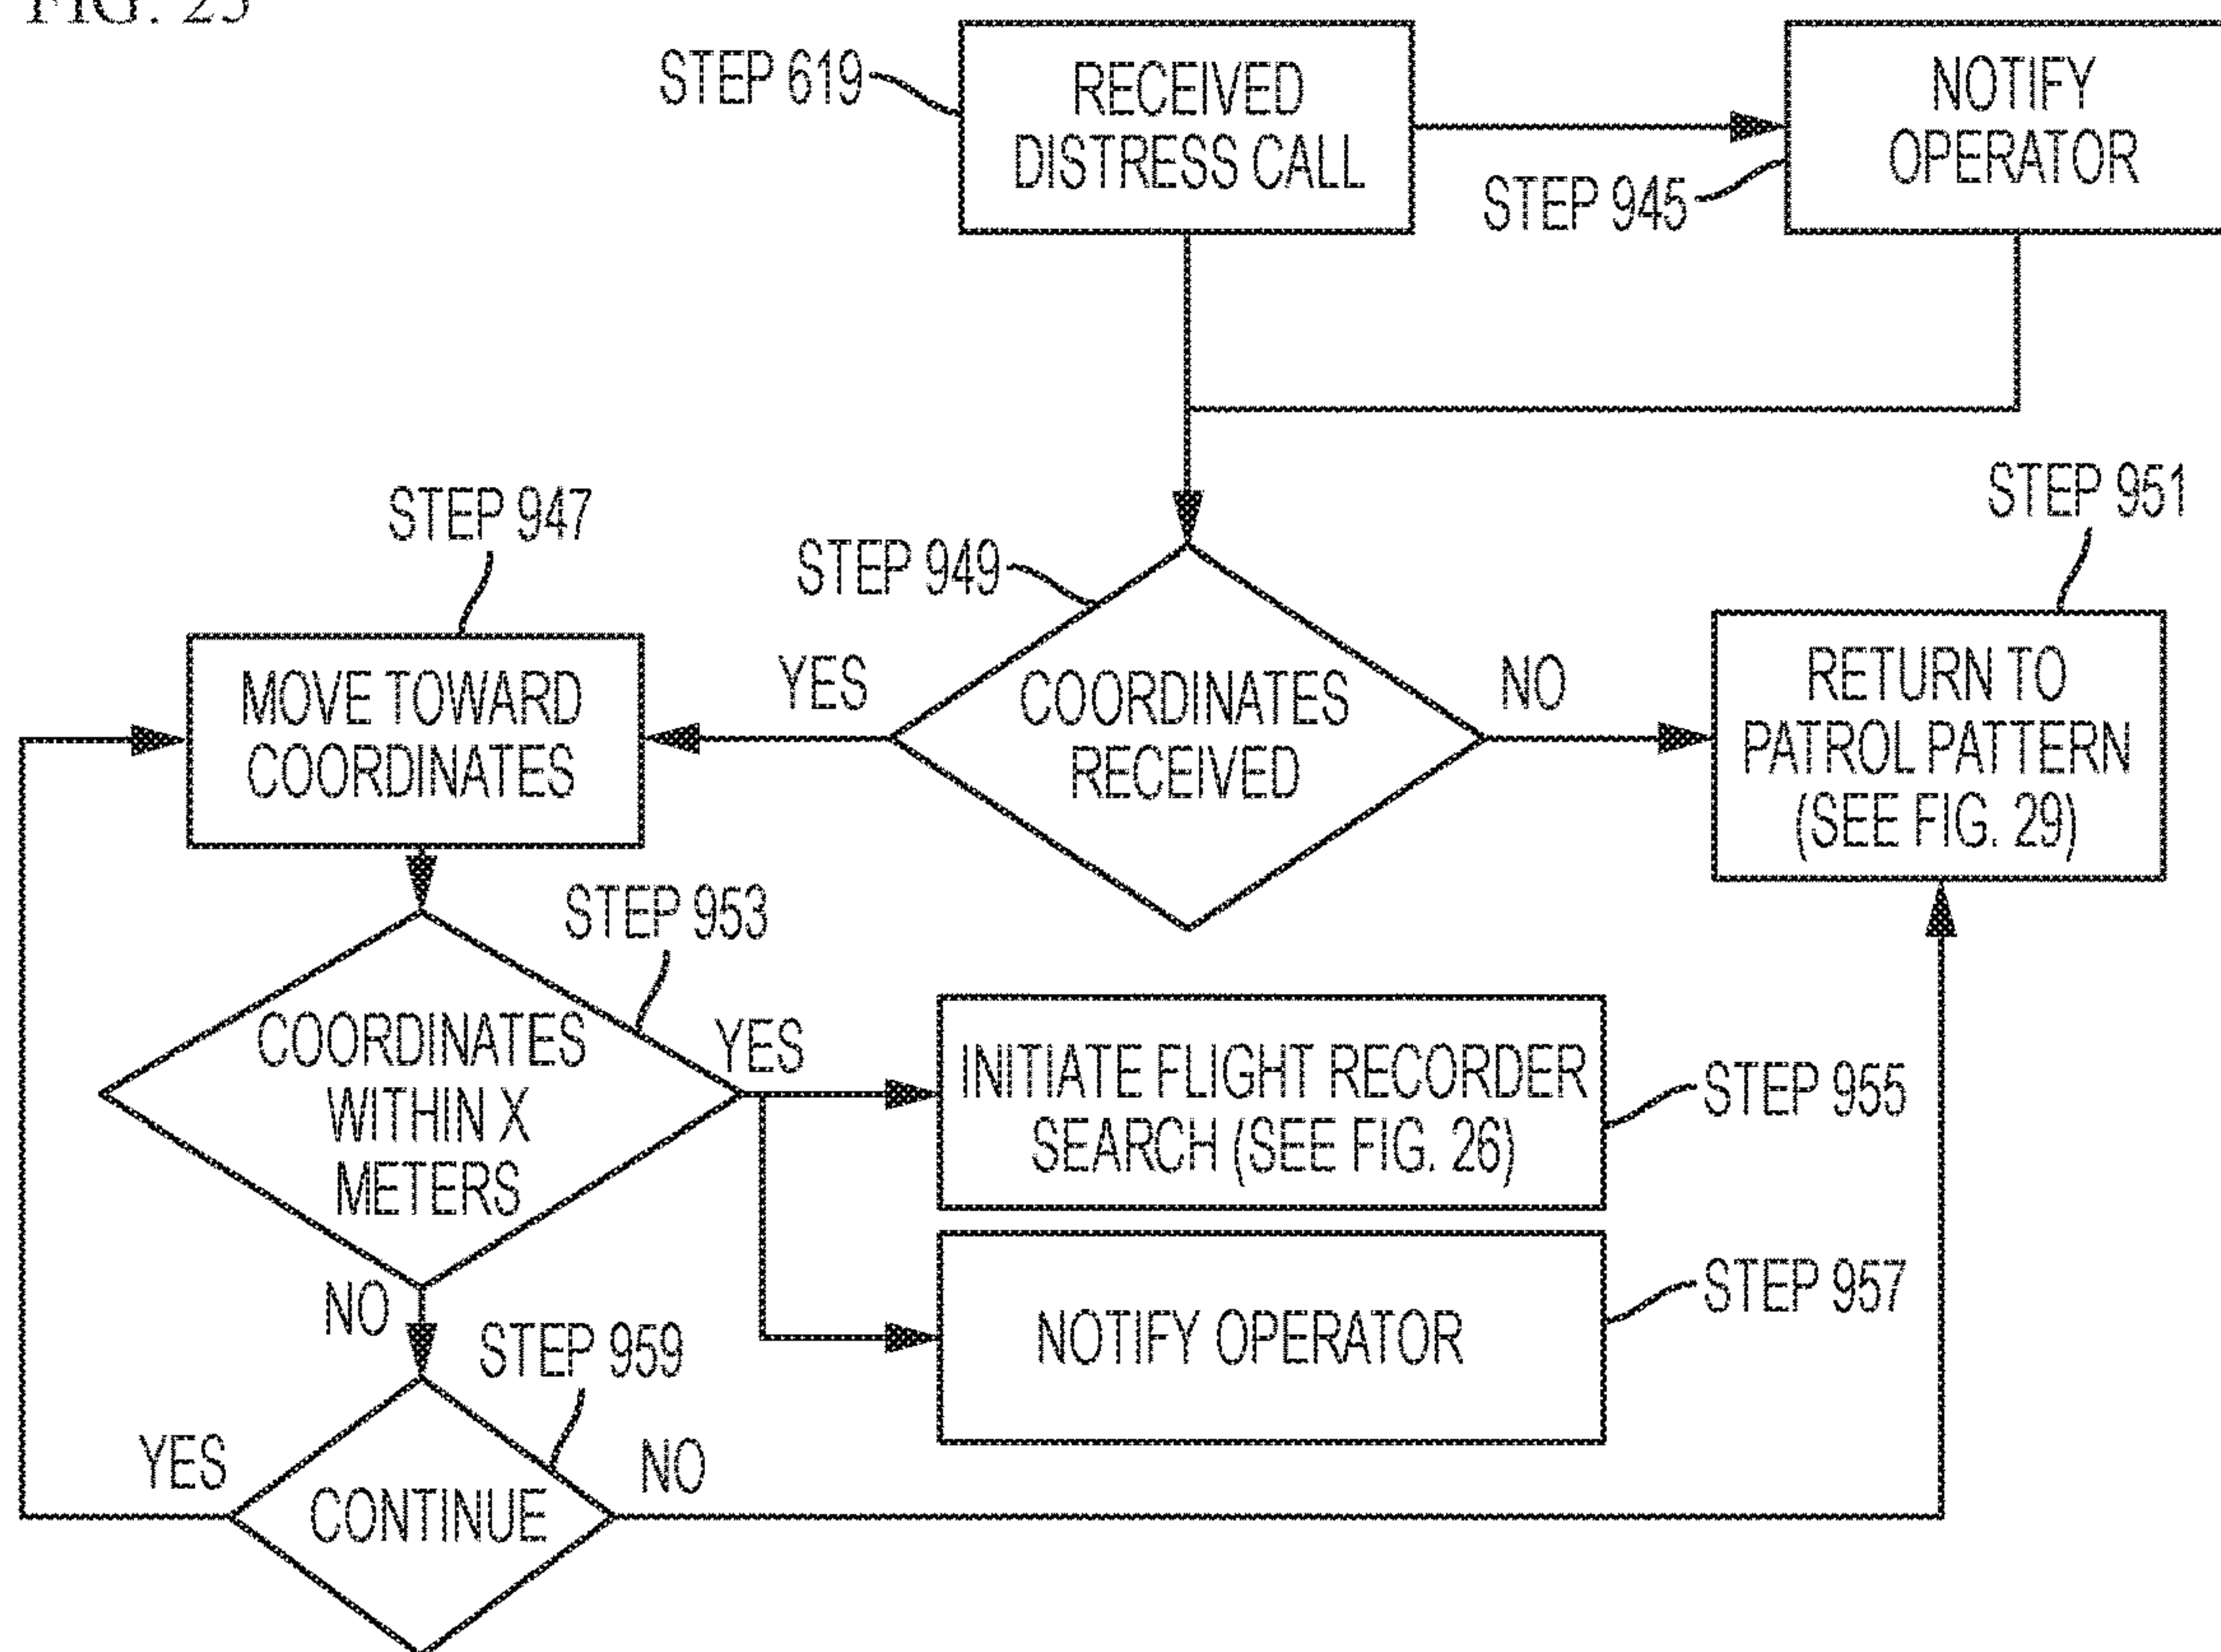 FIG. 25
STEP 619
RECEIVED
DISTRESS CALL
NOTIFY
OPERATOR
STEP 945
STEP 947
STEP 949
STEP 951
MOVE TOWARD
COORDINATES
YES
COORDINATES
RECEIVED
NO
RETURN TO
PATROL PATTERN
(SEE FIG. 29)
STEP 953
COORDINATES
WITHIN X
METERS
YES
INITIATE FLIGHT RECORDER
SEARCH (SEE FIG. 26)
STEP 955
NO
STEP 959
NOTIFY OPERATOR
STEP 957
YES
CONTINUE
NO